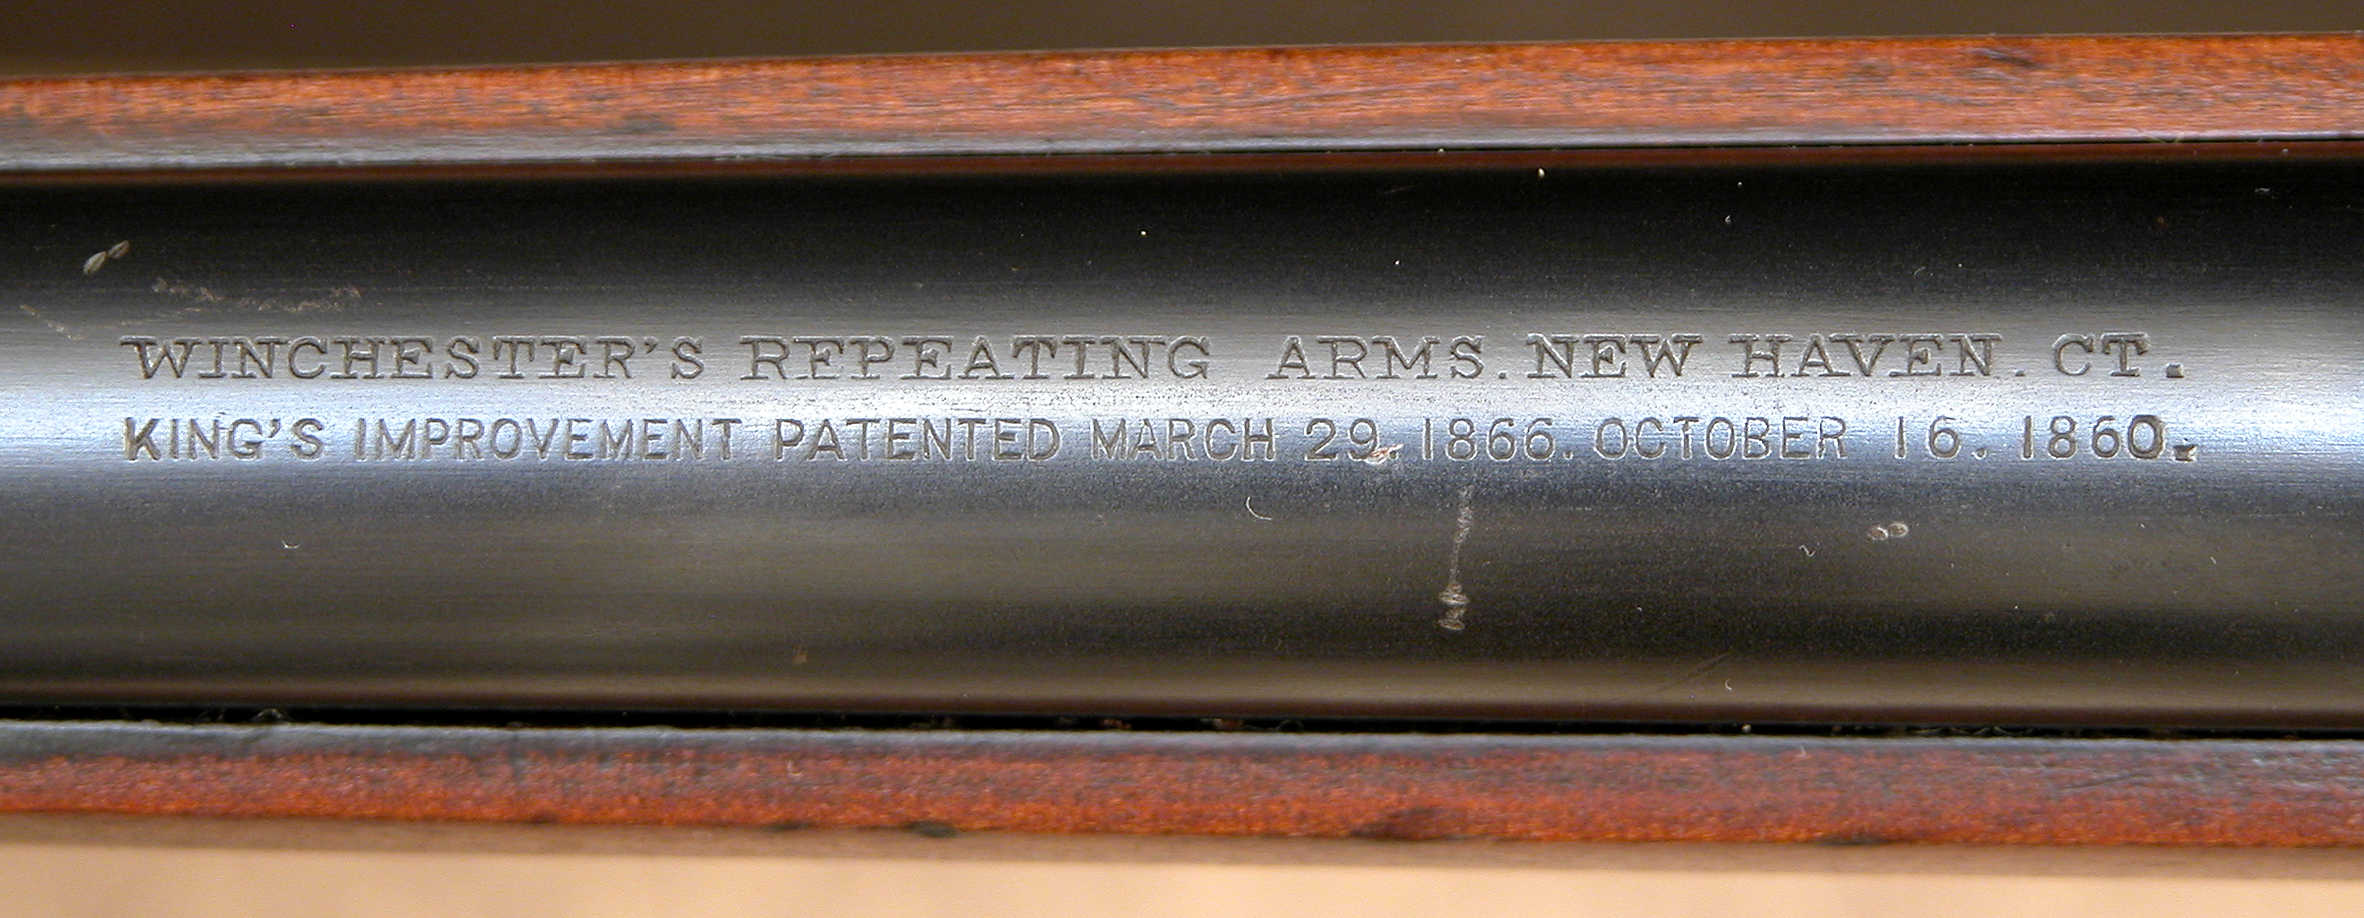 WINCHESTER'S REPEATING ARMS. NEW HAVEN. CT.
KING'S IMPROVEMENT PATENTED MARCH 29. 1866. OCTOBER 16. 1860.